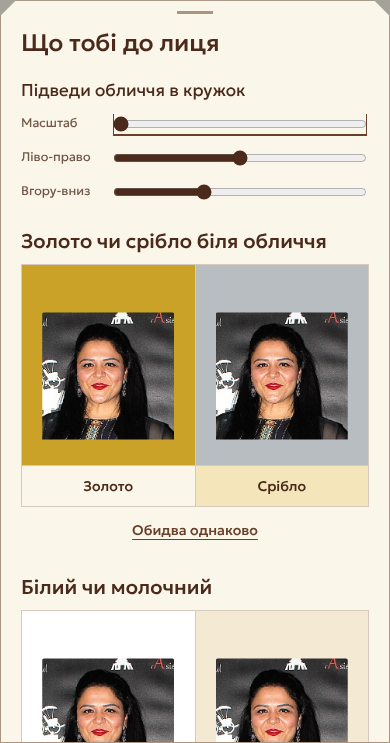 Що тобі до лиця
Підведи обличчя в кружок
Масштаб
Ліво-право
Вгору-вниз
Золото чи срібло біля обличчя
Золото
Срібло
Обидва однаково
Білий чи молочний